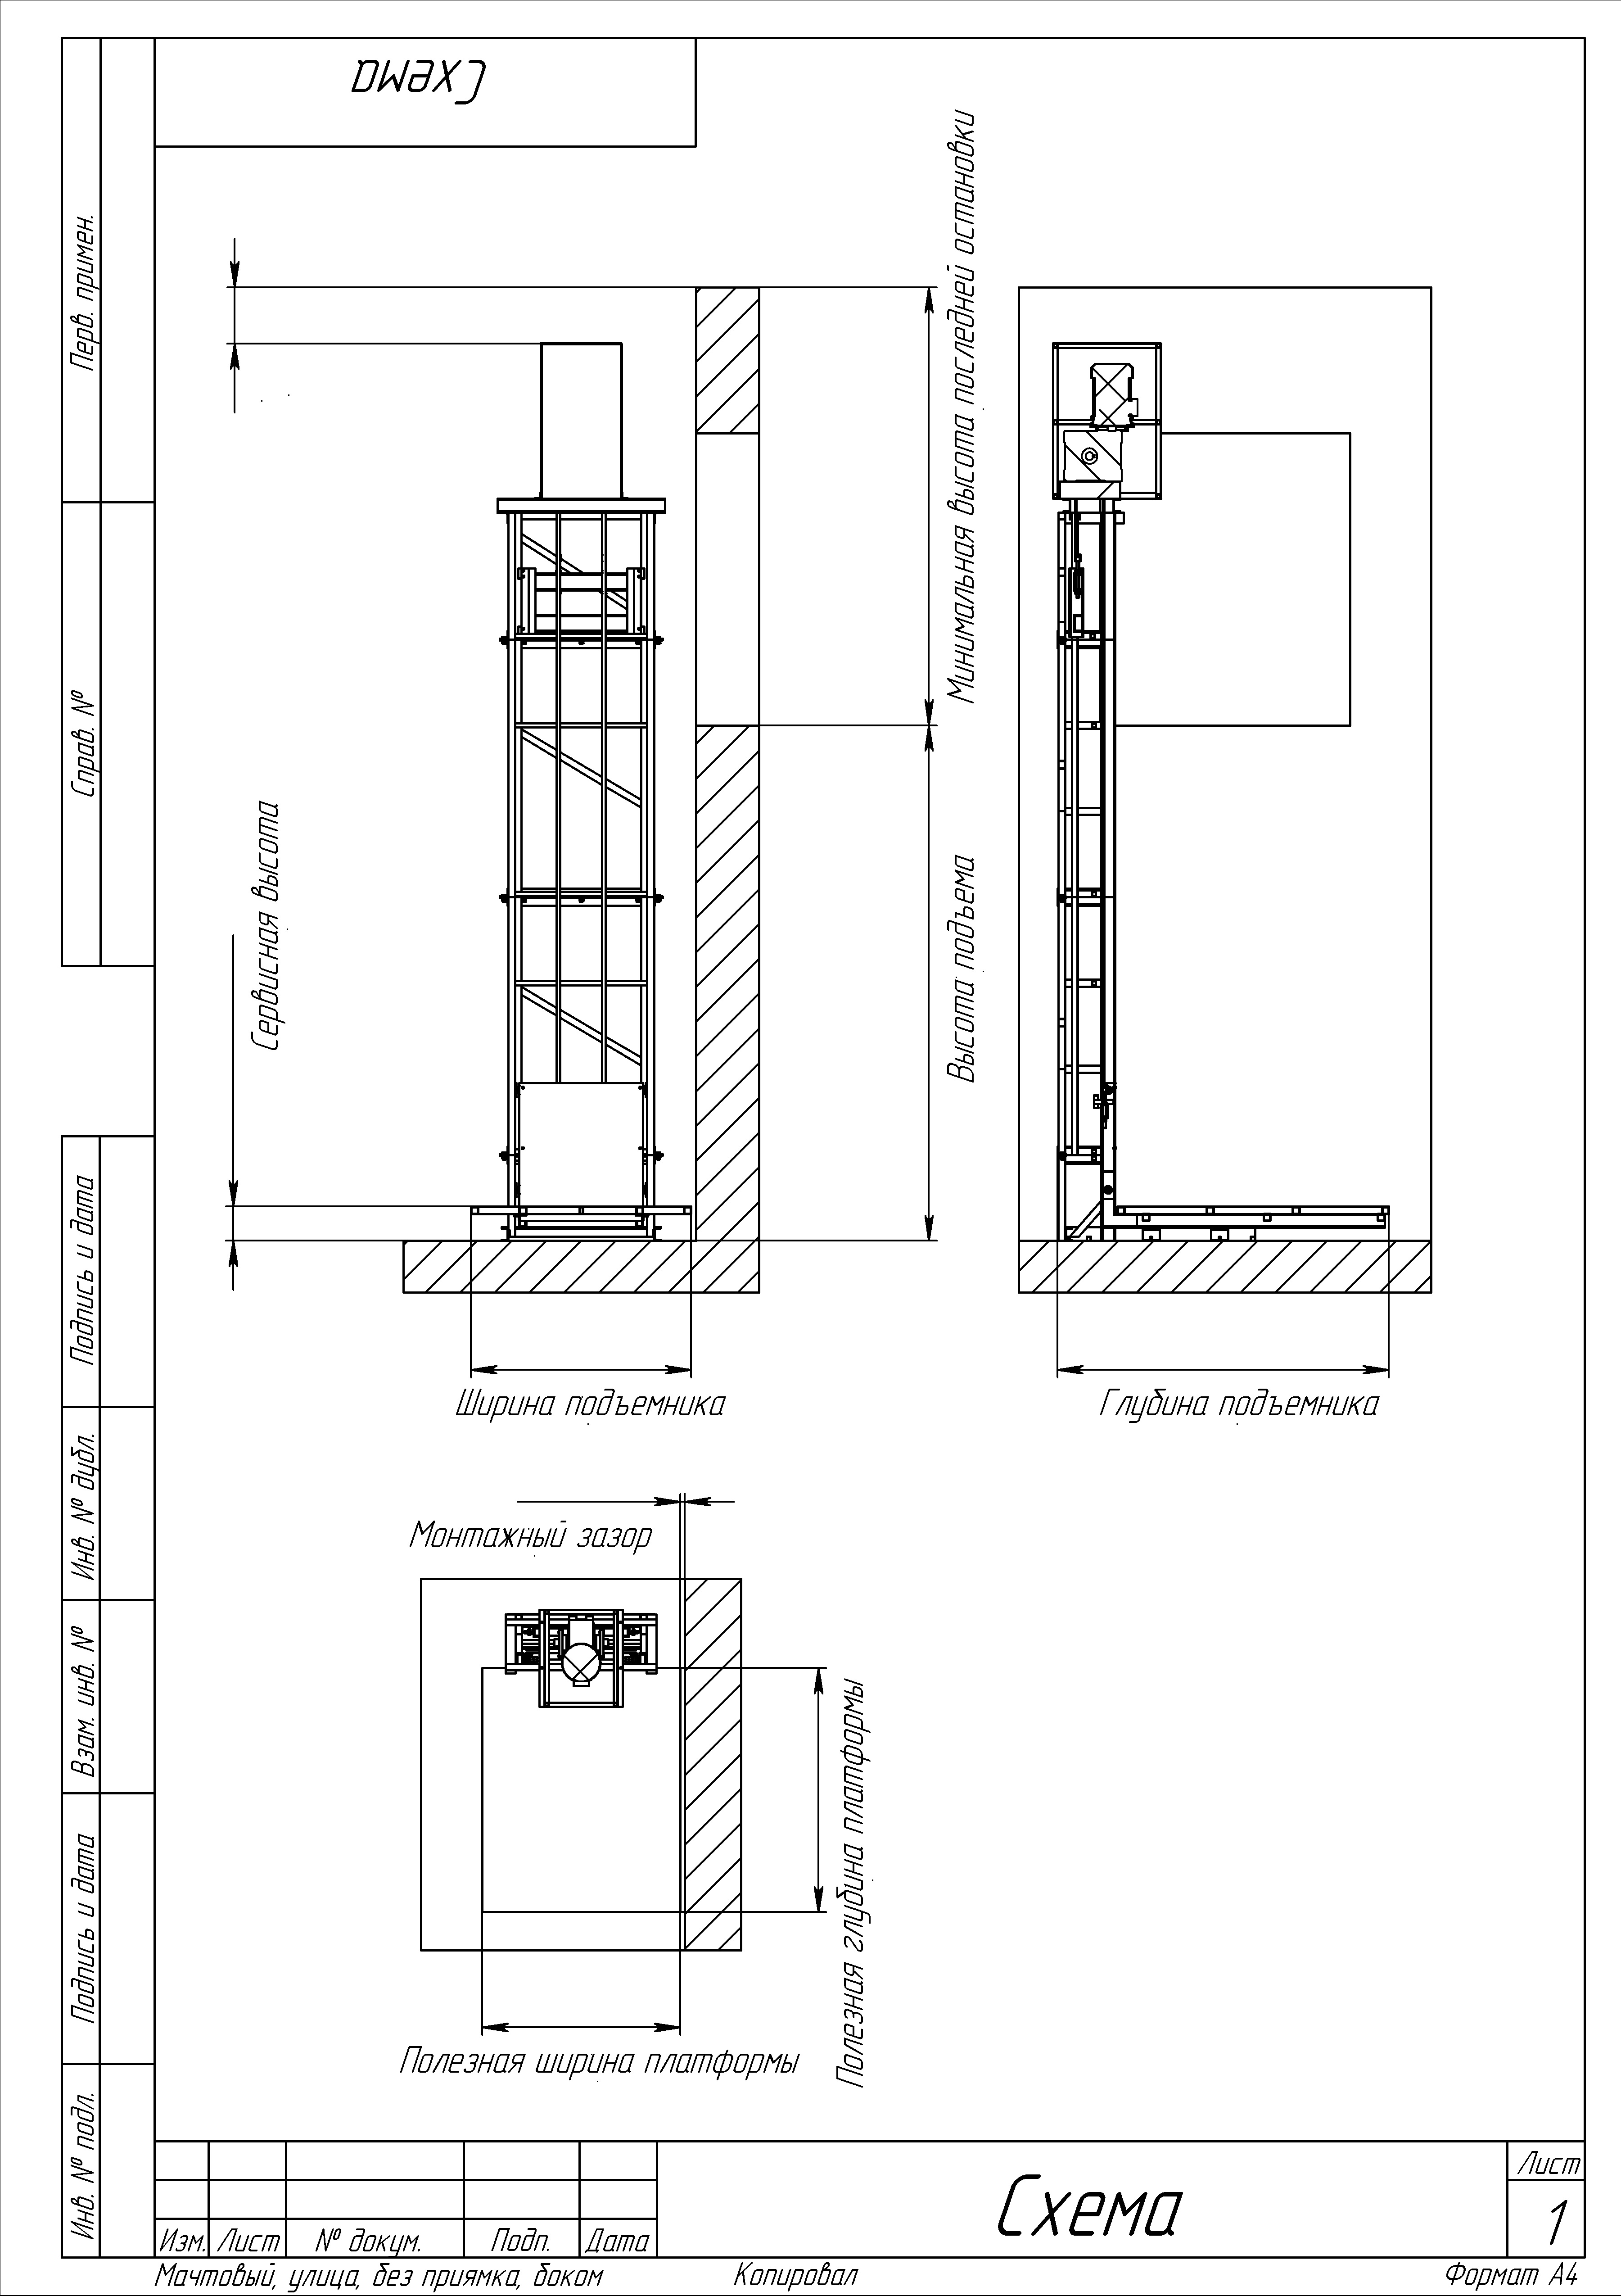 Схема
Перв. примен.
Справ. №
Минимальная высота последней остановки
Сервисная высота
Высота подъема
Ширина подъемника
Глубина подъемника
Монтажный зазор
Полезная глубина платформы
Полезная ширина платформы
Подпись и дата
Инв. № дубл.
Взам. инв. №
Подпись и дата
Инв. № подл.
Изм. Лист № докум. Подп. Дата
Схема
Лист
1
Мачтовый, улица, без приямка, боком
Копировал
Формат А4